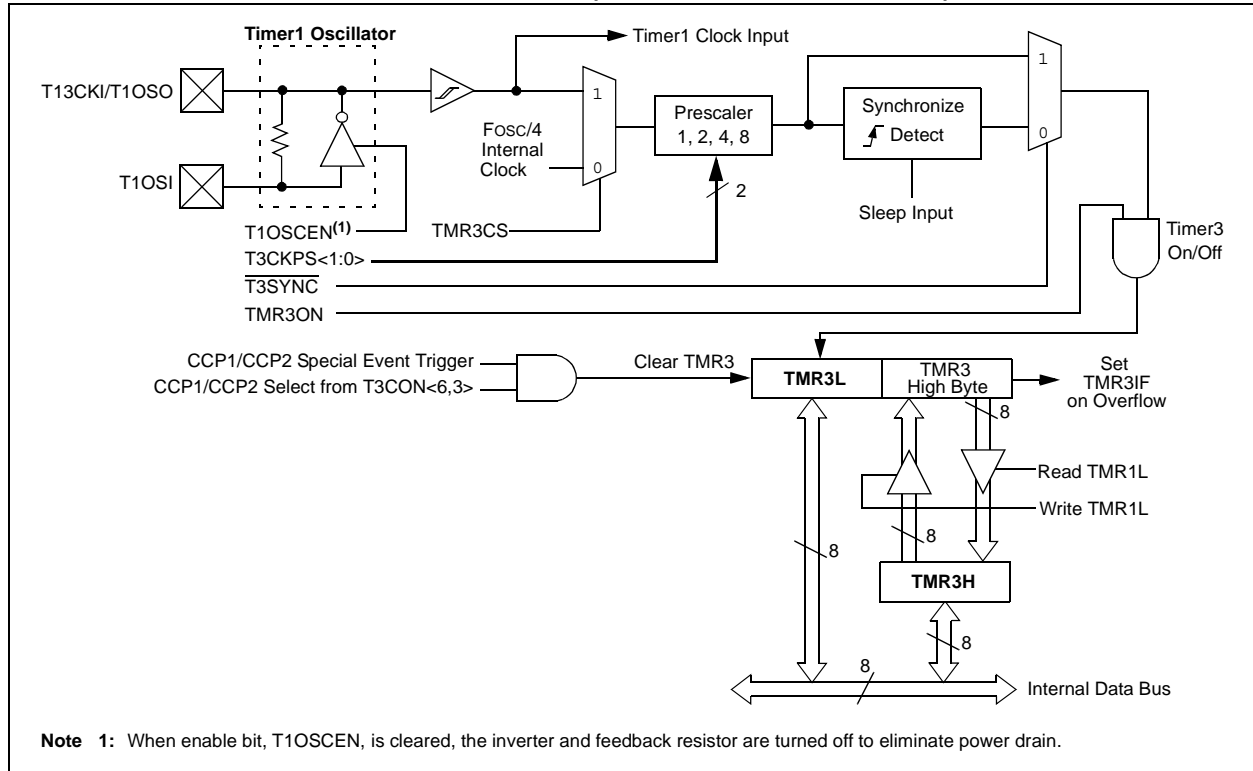 Timer1 Oscillator
Timer1 Clock Input
T13CKI/T1OSO
1
FOSC/4
Internal
Clock
0
Prescaler
1, 2, 4, 8
Synchronize
Detect
1
0
T1OSI
2
Sleep Input
T1OSCEN(1)
TMR3CS
T3CKPS<1:0>
T3SYNC
TMR3ON
Timer3
On/Off
CCP1/CCP2 Special Event Trigger
CCP1/CCP2 Select from T3CON<6,3>
Clear TMR3
TMR3L
TMR3
High Byte
Set
TMR3IF
on Overflow
8
Read TMR1L
Write TMR1L
8
8
TMR3H
8
8
Internal Data Bus
Note 1: When enable bit, T1OSCEN, is cleared, the inverter and feedback resistor are turned off to eliminate power drain.